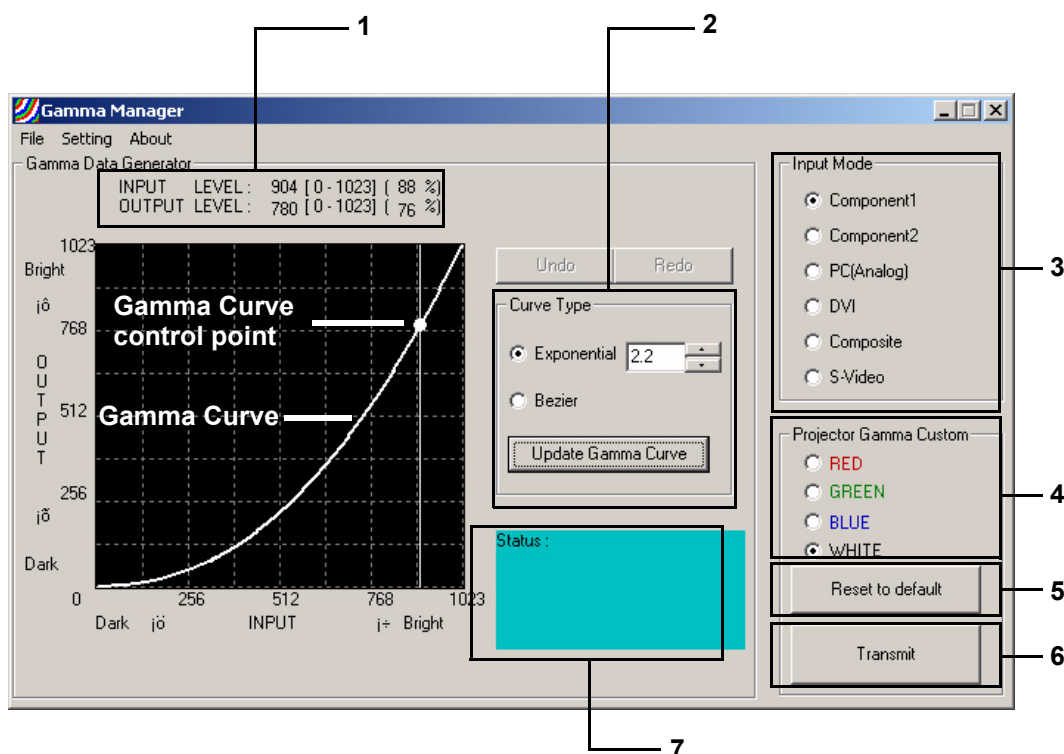 1
2
Gamma Manager
File Setting About
Gamma Data Generator
INPUT LEVEL : 904 [ 0 - 1023] ( 88 %)
OUTPUT LEVEL : 780 [ 0 - 1023] ( 76 %)
1023
Bright
¡ô
768
OUTPUT
512
256
¡õ
Dark
0 256 512 768 1023
Dark ¡ö INPUT ¡÷ Bright
Gamma Curve
control point
Gamma Curve
Undo Redo
Curve Type
Exponential 2.2
Bezier
Update Gamma Curve
Status :
7
Input Mode
Component1
Component2
PC(Analog)
DVI
Composite
S-Video
3
Projector Gamma Custom
RED
GREEN
BLUE
WHITE
4
Reset to default
5
Transmit
6